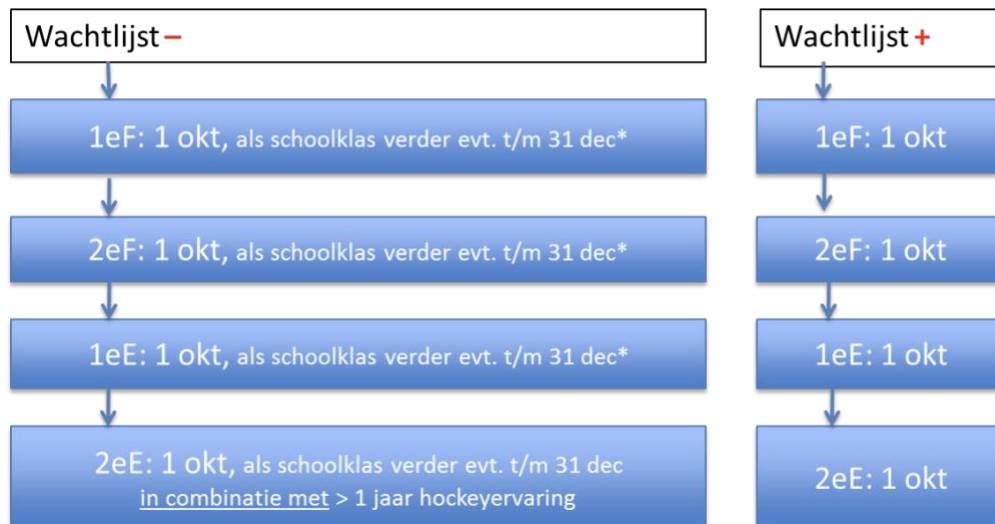 Wachtlijst –
1eF: 1 okt, als schoolklas verder evt. t/m 31 dec*
2eF: 1 okt, als schoolklas verder evt. t/m 31 dec*
1eE: 1 okt, als schoolklas verder evt. t/m 31 dec*
2eE: 1 okt, als schoolklas verder evt. t/m 31 dec
in combinatie met > 1 jaar hockeyervaring
Wachtlijst +
1eF: 1 okt
2eF: 1 okt
1eE: 1 okt
2eE: 1 okt